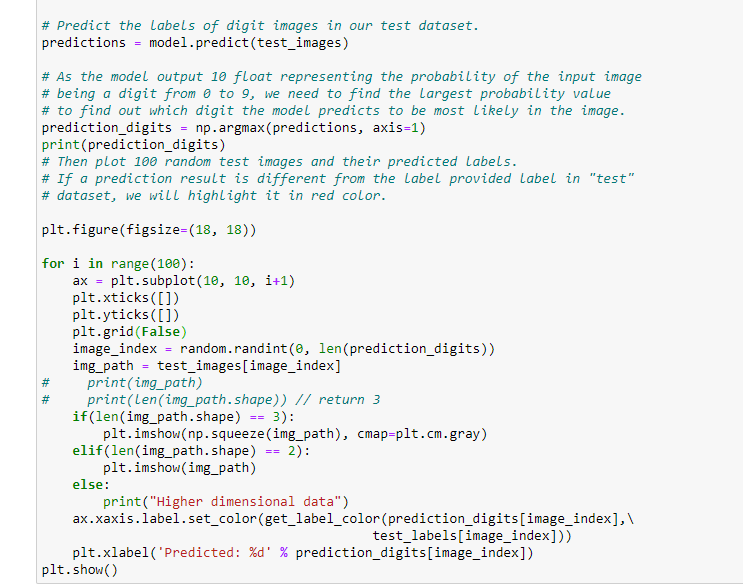 # Predict the labels of digit images in our test dataset.
predictions = model.predict(test_images)
# As the model output 10 float representing the probability of the input image
# being a digit from 0 to 9, we need to find the largest probability value
# to find out which digit the model predicts to be most likely in the image.
prediction_digits = np.argmax(predictions, axis=1)
print(prediction_digits)
# Then plot 100 random test images and their predicted labels.
# If a prediction result is different from the label provided label in "test"
# dataset, we will highlight it in red color.
plt.figure(figsize=(18, 18))
for i in range(100):
    ax = plt.subplot(10, 10, i+1)
    plt.xticks([])
    plt.yticks([])
    plt.grid(False)
    image_index = random.randint(0, len(prediction_digits))
    img_path = test_images[image_index]
#     print(img_path)
#     print(len(img_path.shape)) // return 3
    if(len(img_path.shape) == 3):
        plt.imshow(np.squeeze(img_path), cmap=plt.cm.gray)
    elif(len(img_path.shape) == 2):
        plt.imshow(img_path)
    else:
        print("Higher dimensional data")
    ax.xaxis.label.set_color(get_label_color(prediction_digits[image_index],\
                                           test_labels[image_index]))
    plt.xlabel('Predicted: %d' % prediction_digits[image_index])
plt.show()